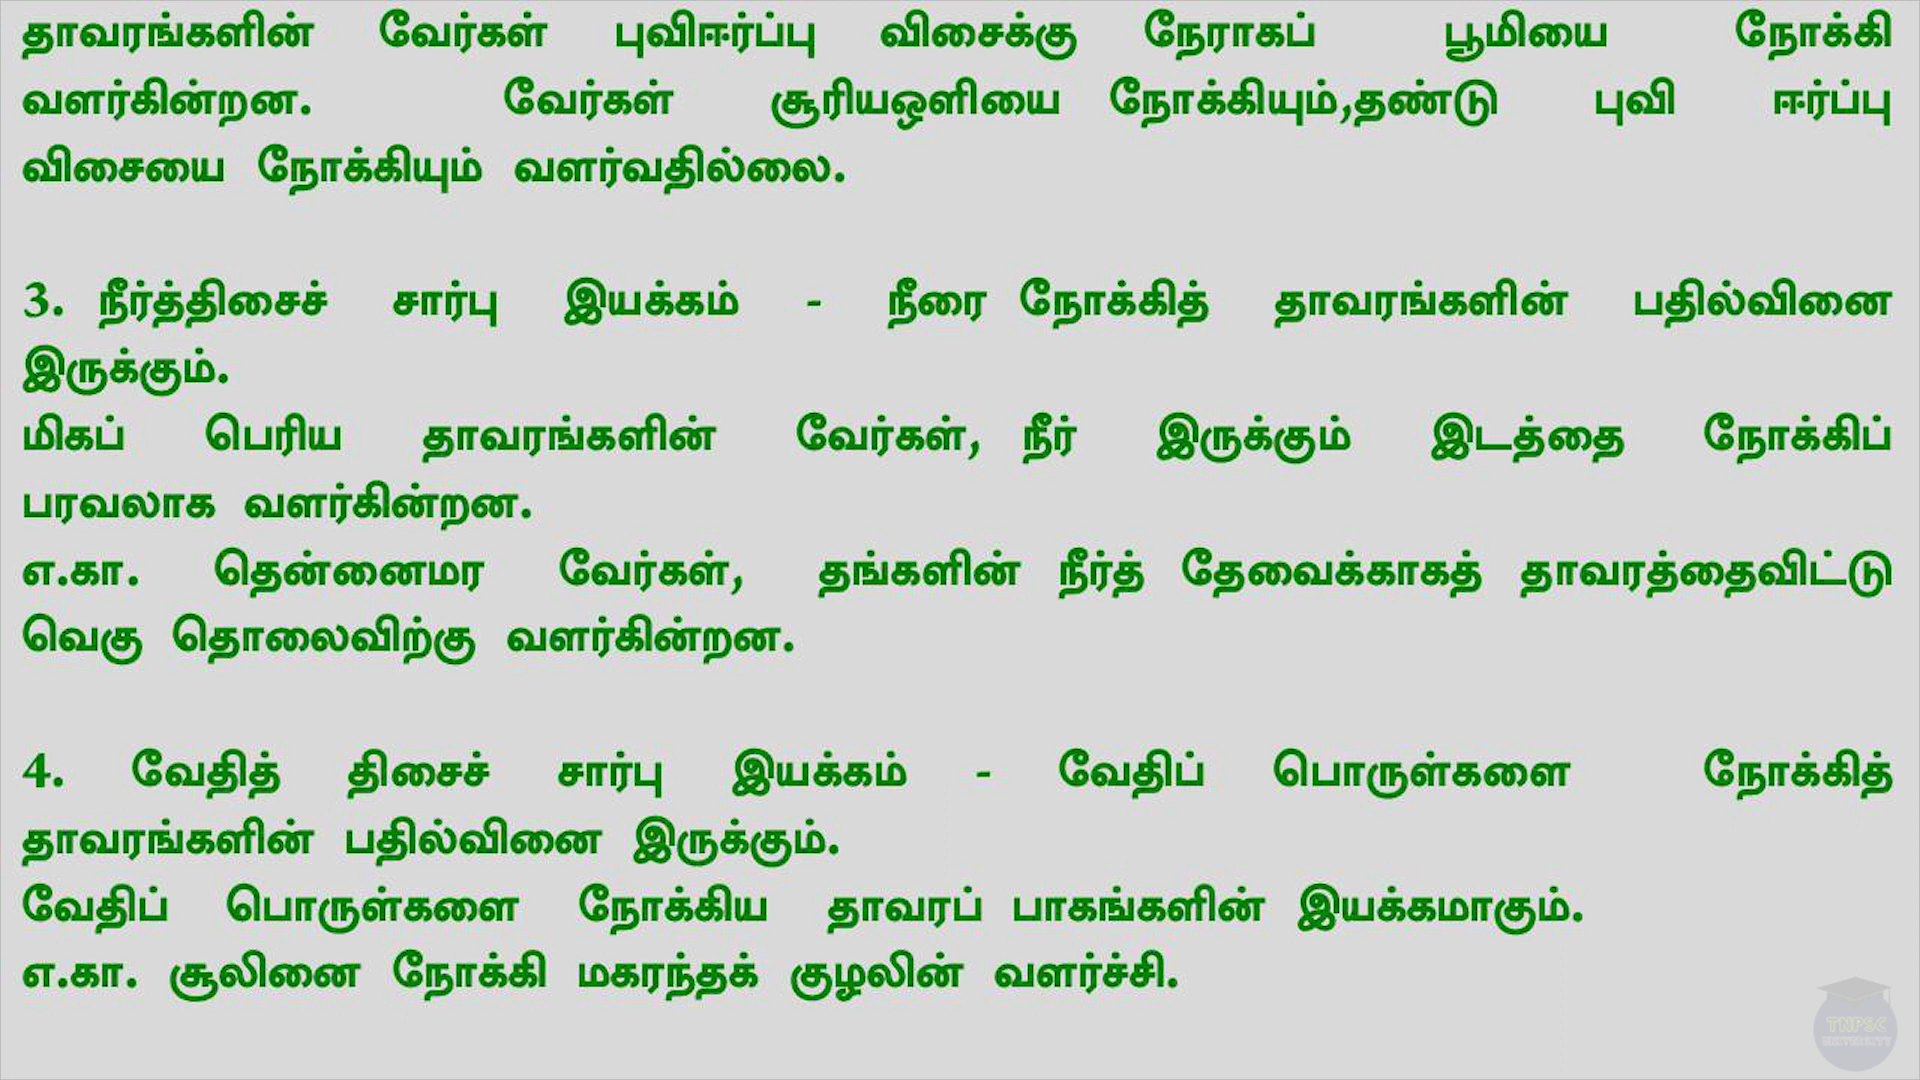 தாவரங்களின் வேர்கள் புவிஈர்ப்பு விசைக்கு நேராகப் பூமியை நோக்கி
வளர்கின்றன. வேர்கள் சூரியஒளியை நோக்கியும்,தண்டு புவி ஈர்ப்பு
விசையை நோக்கியும் வளர்வதில்லை.
3. நீர்த்திசைச் சார்பு இயக்கம் - நீரை நோக்கித் தாவரங்களின் பதில்வினை
இருக்கும்.
மிகப் பெரிய தாவரங்களின் வேர்கள், நீர் இருக்கும் இடத்தை நோக்கிப்
பரவலாக வளர்கின்றன.
எ.கா. தென்னைமர வேர்கள், தங்களின் நீர்த் தேவைக்காகத் தாவரத்தைவிட்டு
வெகு தொலைவிற்கு வளர்கின்றன.
4. வேதித் திசைச் சார்பு இயக்கம் - வேதிப் பொருள்களை நோக்கித்
தாவரங்களின் பதில்வினை இருக்கும்.
வேதிப் பொருள்களை நோக்கிய தாவரப் பாகங்களின் இயக்கமாகும்.
எ.கா. சூலினை நோக்கி மகரந்தக் குழலின் வளர்ச்சி.
TNPSC
UNIVERSITY